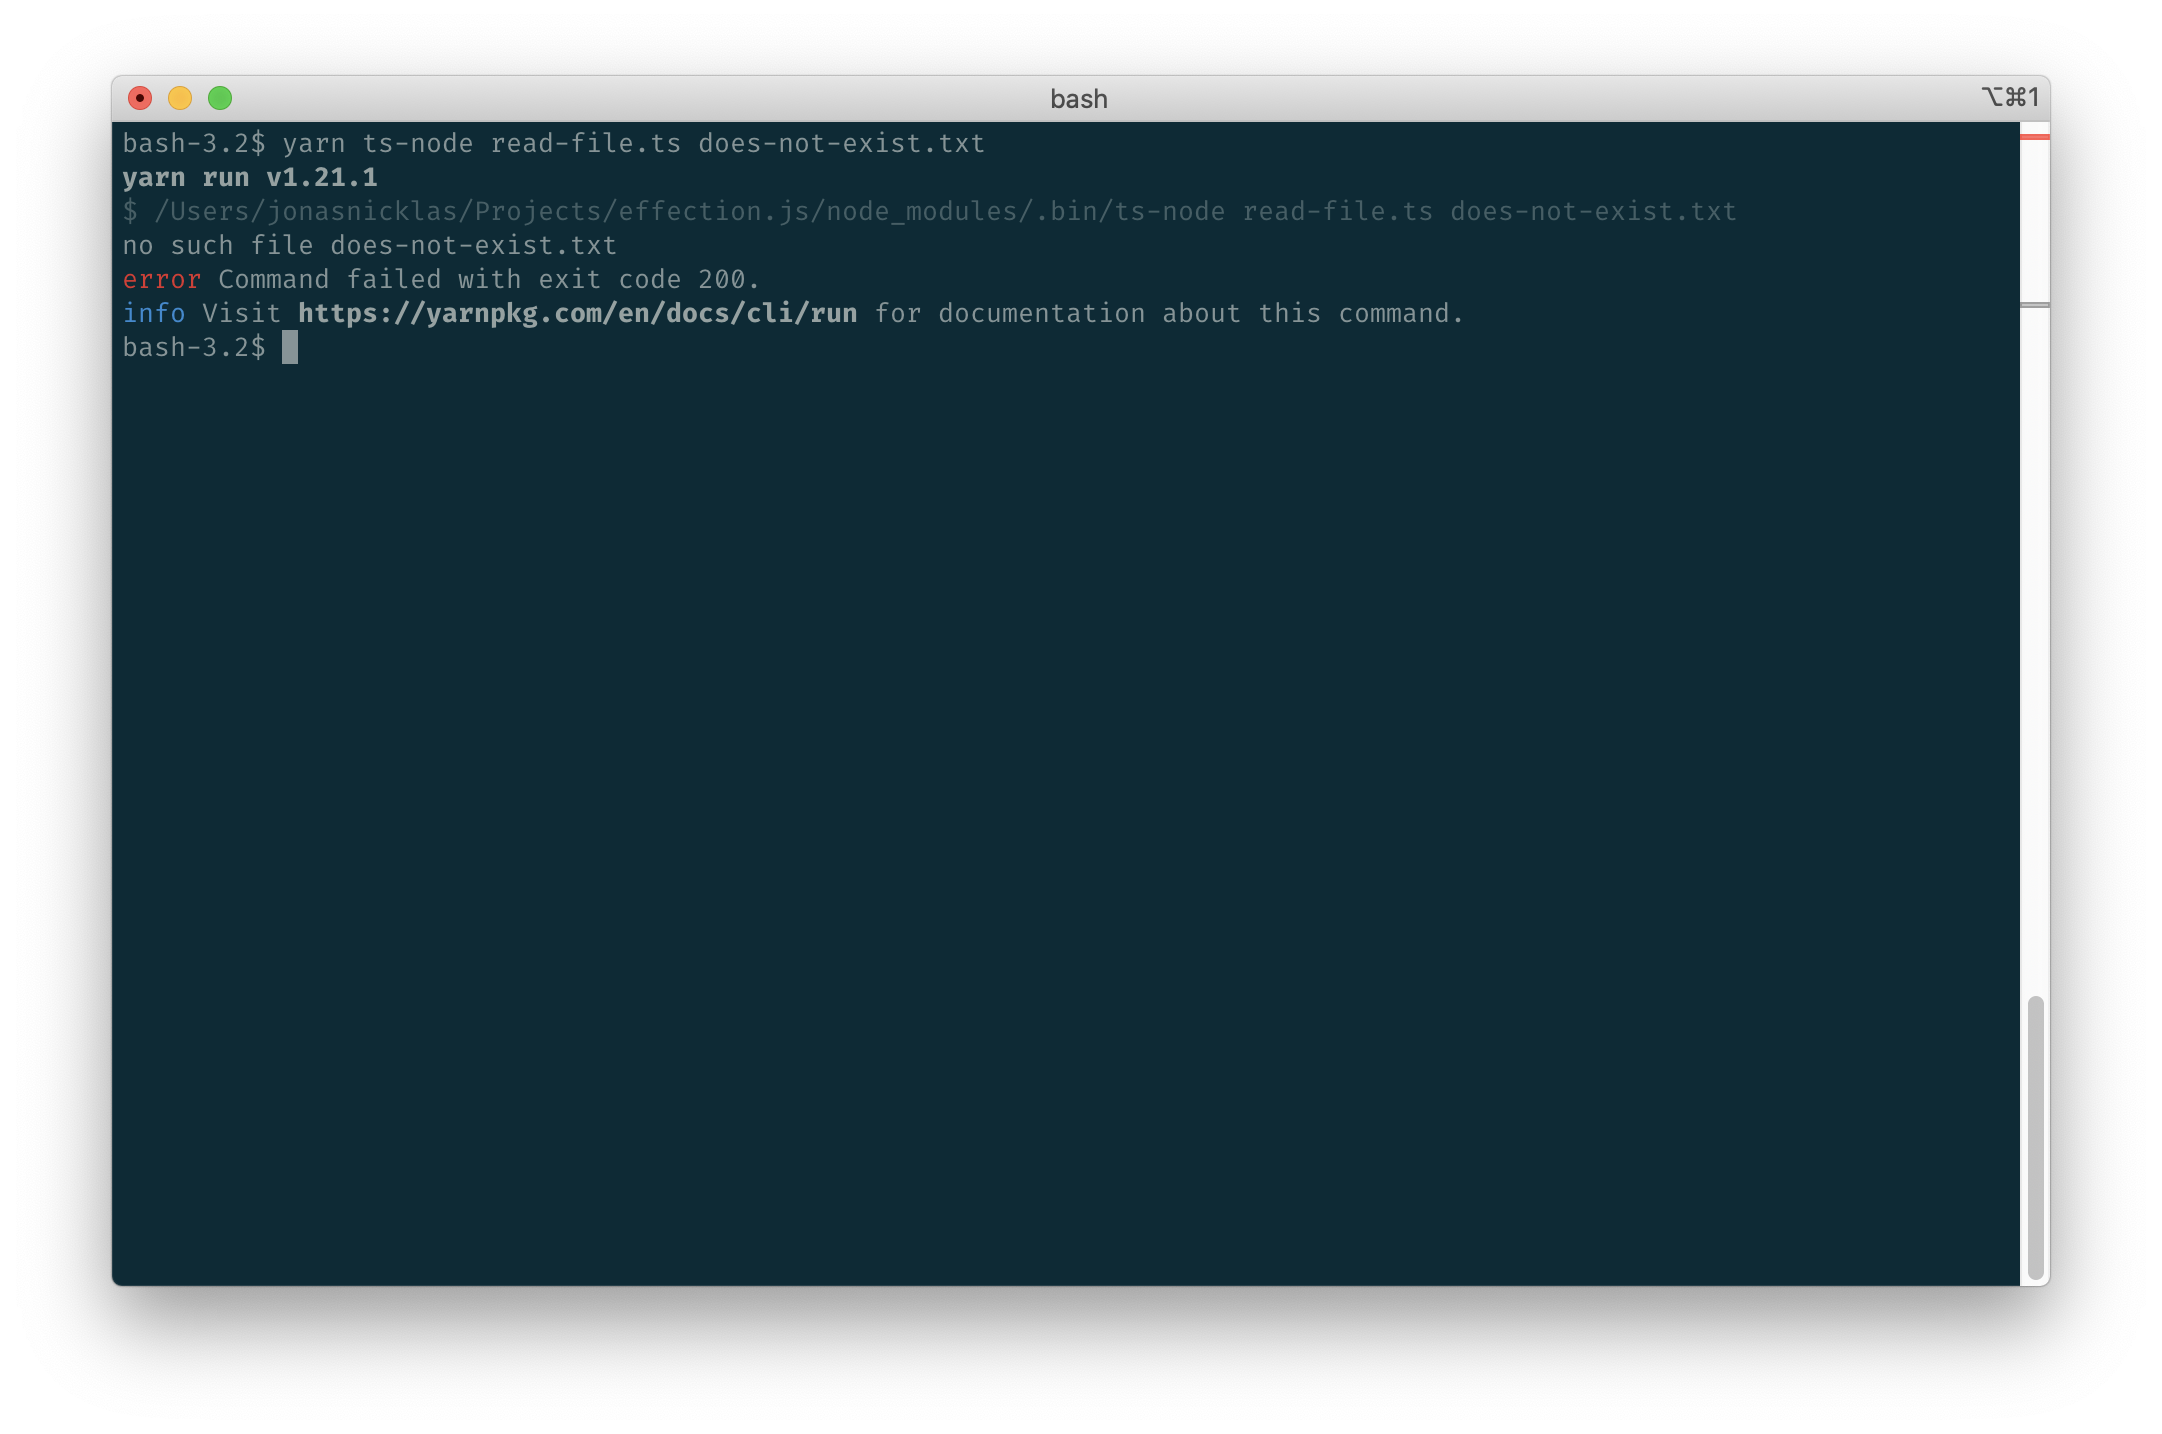 bash
⌥⌘1
bash-3.2$ yarn ts-node read-file.ts does-not-exist.txt
yarn run v1.21.1
$ /Users/jonasnicklas/Projects/effection.js/node_modules/.bin/ts-node read-file.ts does-not-exist.txt
no such file does-not-exist.txt
error Command failed with exit code 200.
info Visit https://yarnpkg.com/en/docs/cli/run for documentation about this command.
bash-3.2$